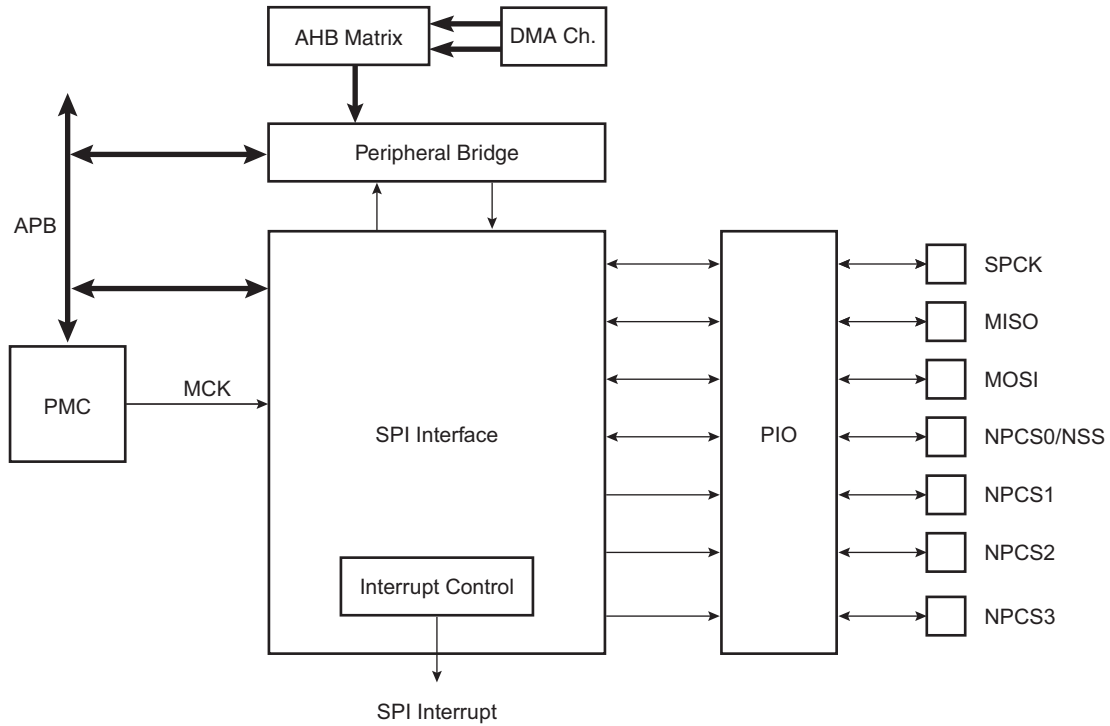 AHB Matrix
DMA Ch.
Peripheral Bridge
APB
SPCK
MISO
MCK
MOSI
PMC
SPI Interface
PIO
NPCS0/NSS
NPCS1
NPCS2
Interrupt Control
NPCS3
SPI Interrupt